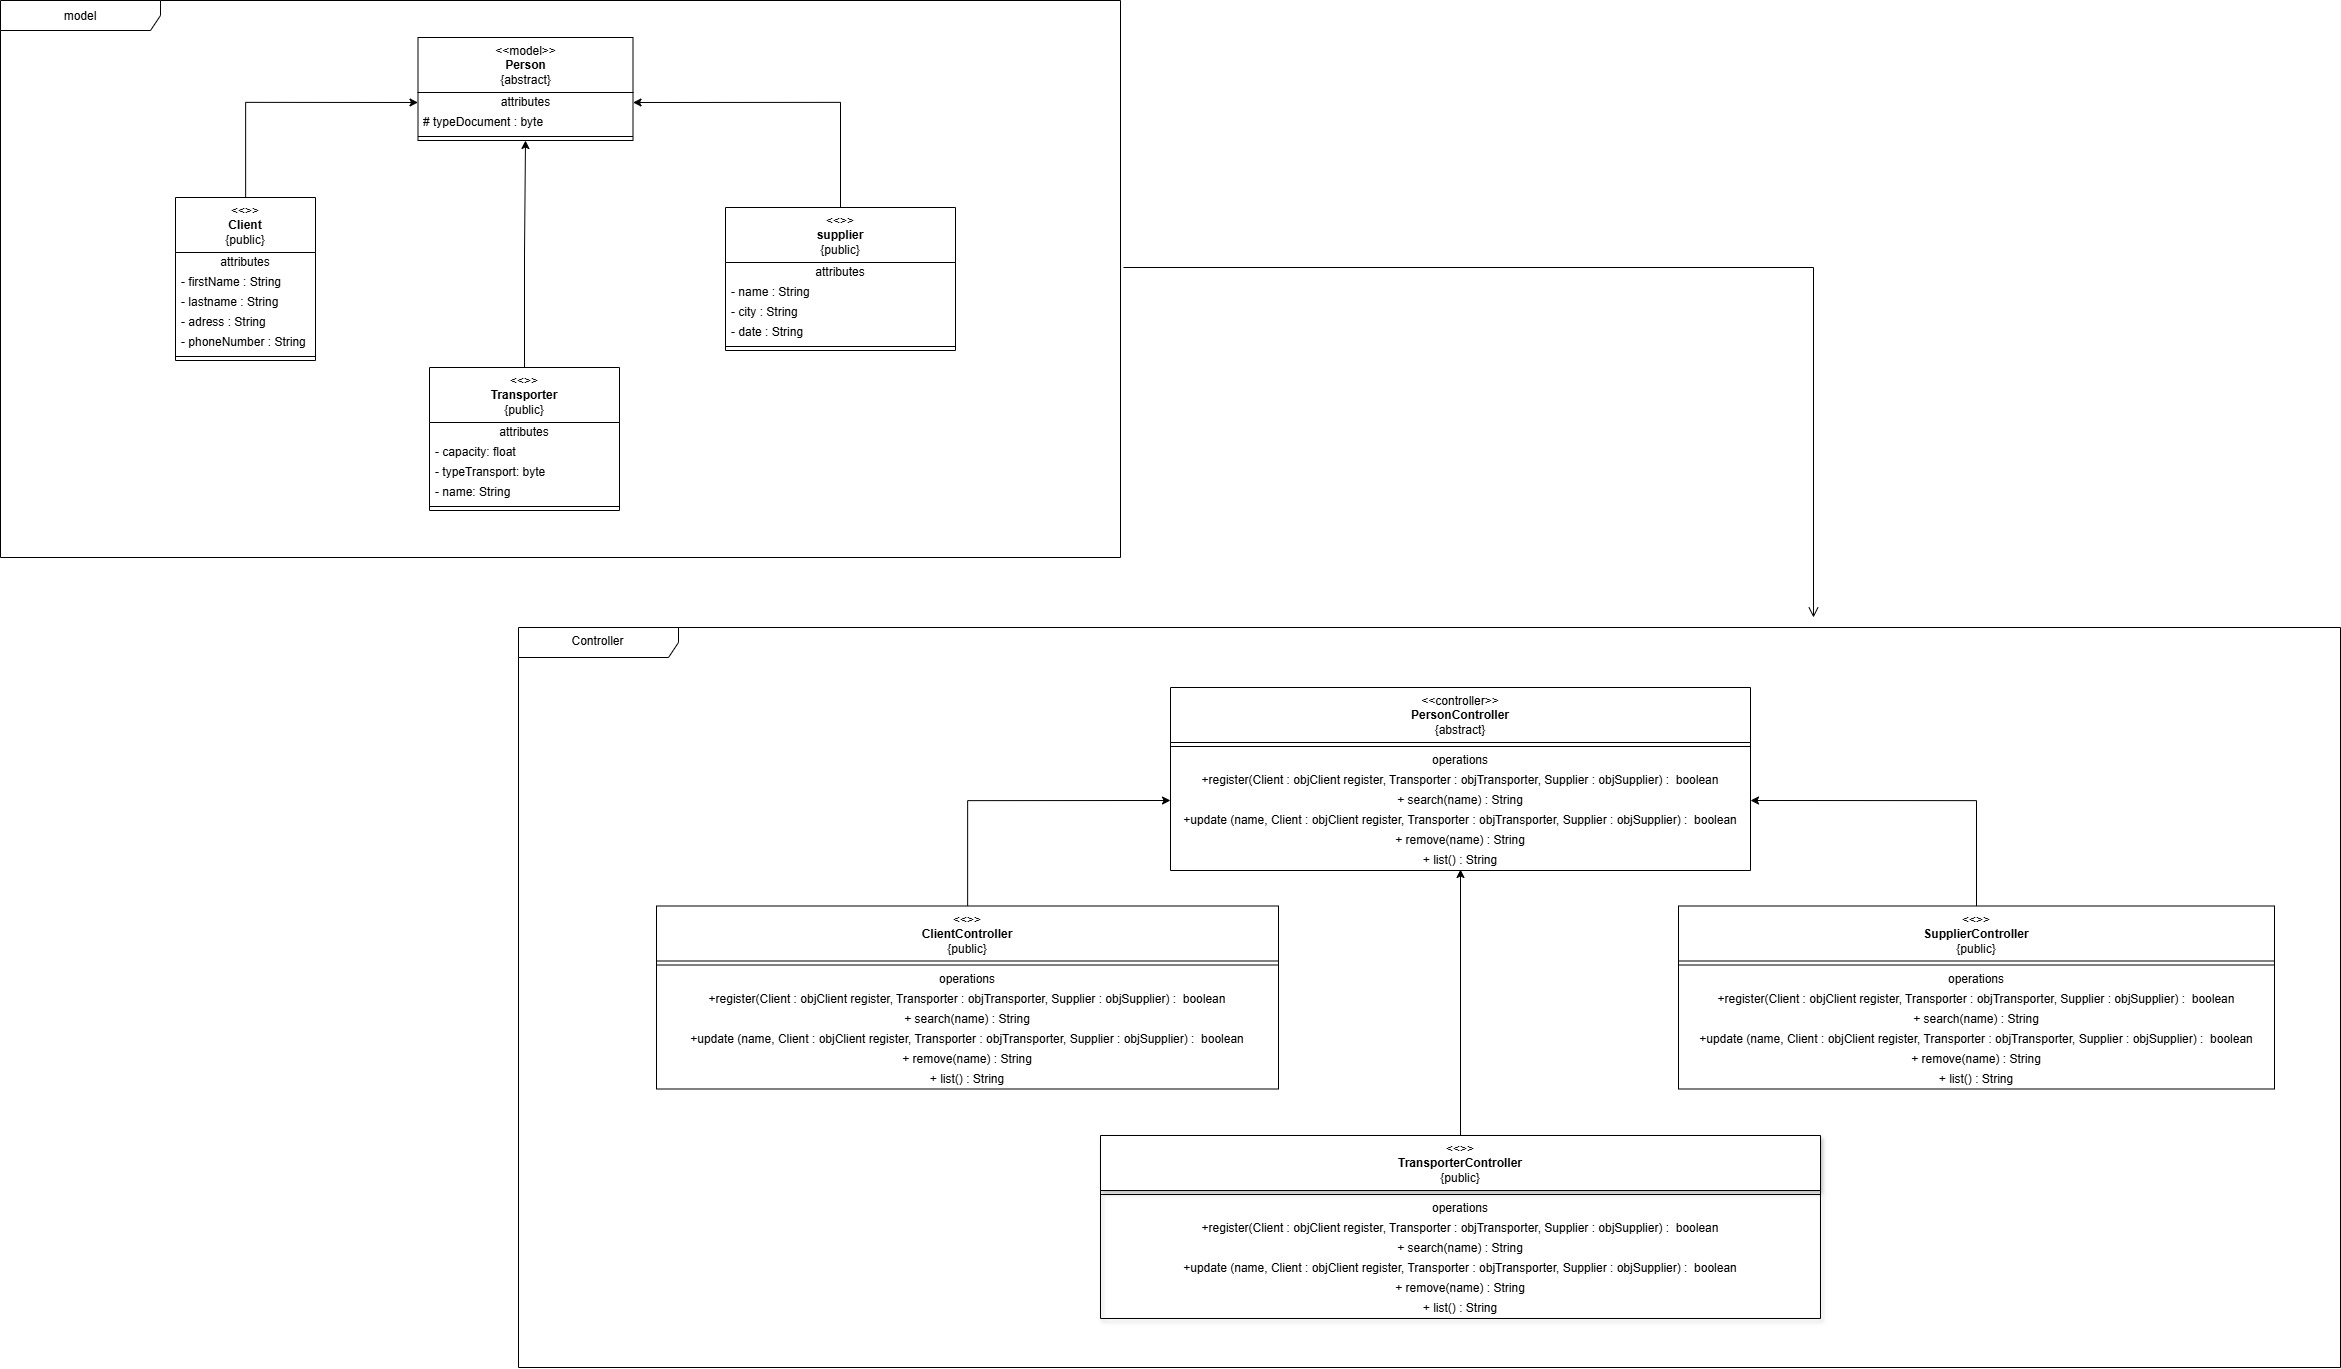 model
<<model>>
Person
{abstract}
attributes
# typeDocument : byte
<<>>
Client
{public}
attributes
- firstName : String
- lastname : String
- adress : String
- phoneNumber : String
<<>>
supplier
{public}
attributes
- name : String
- city : String
- date : String
<<>>
Transporter
{public}
attributes
- capacity: float
- typeTransport: byte
- name: String
Controller
<<controller>>
PersonController
{abstract}
operations
+register(Client : objClient register, Transporter : objTransporter, Supplier : objSupplier) :  boolean
+ search(name) : String
+update (name, Client : objClient register, Transporter : objTransporter, Supplier : objSupplier) :  boolean
+ remove(name) : String
+ list() : String
<<>>
ClientController
{public}
operations
+register(Client : objClient register, Transporter : objTransporter, Supplier : objSupplier) :  boolean
+ search(name) : String
+update (name, Client : objClient register, Transporter : objTransporter, Supplier : objSupplier) :  boolean
+ remove(name) : String
+ list() : String
<<>>
SupplierController
{public}
operations
+register(Client : objClient register, Transporter : objTransporter, Supplier : objSupplier) :  boolean
+ search(name) : String
+update (name, Client : objClient register, Transporter : objTransporter, Supplier : objSupplier) :  boolean
+ remove(name) : String
+ list() : String
<<>>
TransporterController
{public}
operations
+register(Client : objClient register, Transporter : objTransporter, Supplier : objSupplier) :  boolean
+ search(name) : String
+update (name, Client : objClient register, Transporter : objTransporter, Supplier : objSupplier) :  boolean
+ remove(name) : String
+ list() : String